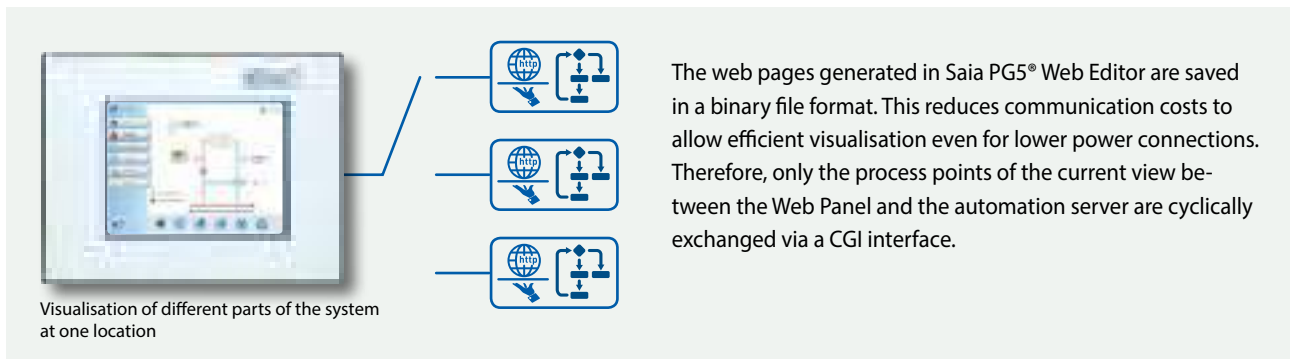 http
http
http
The web pages generated in Saia PG5® Web Editor are saved
in a binary file format. This reduces communication costs to
allow efficient visualisation even for lower power connections.
Therefore, only the process points of the current view be-
tween the Web Panel and the automation server are cyclically
exchanged via a CGI interface.
Visualisation of different parts of the system
at one location